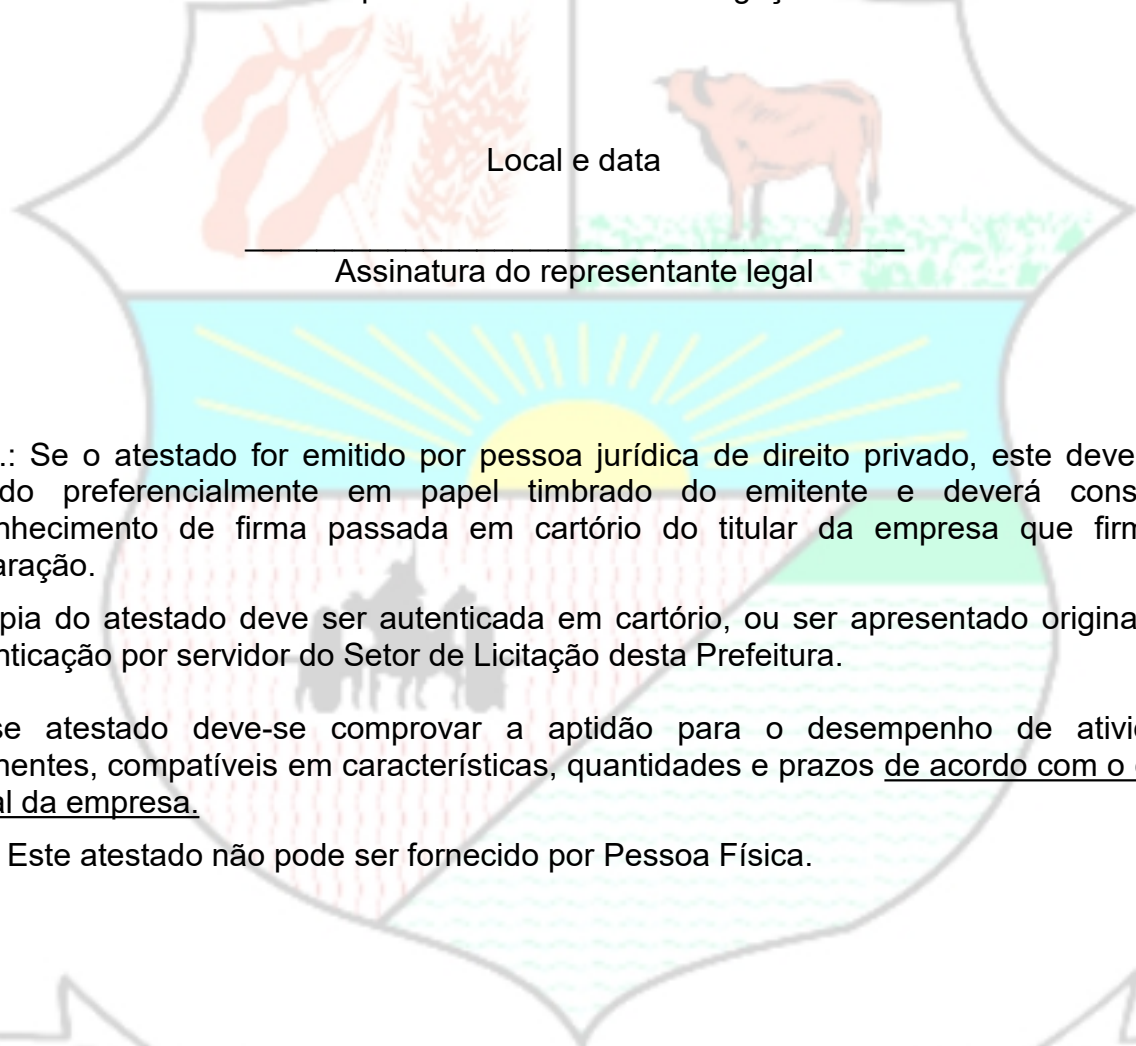 Local e data
Assinatura do representante legal
.: Se o atestado for emitido por pessoa jurídica de direito privado, este deve
do preferencialmente em papel timbrado do emitente e deverá cons
nhecimento de firma passada em cartório do titular da empresa que firm
aração.
pia do atestado deve ser autenticada em cartório, ou ser apresentado origina
nticação por servidor do Setor de Licitação desta Prefeitura.
se atestado deve-se comprovar a aptidão para o desempenho de ativi
nentes, compatíveis em características, quantidades e prazos de acordo com o
al da empresa.
Este atestado não pode ser fornecido por Pessoa Física.